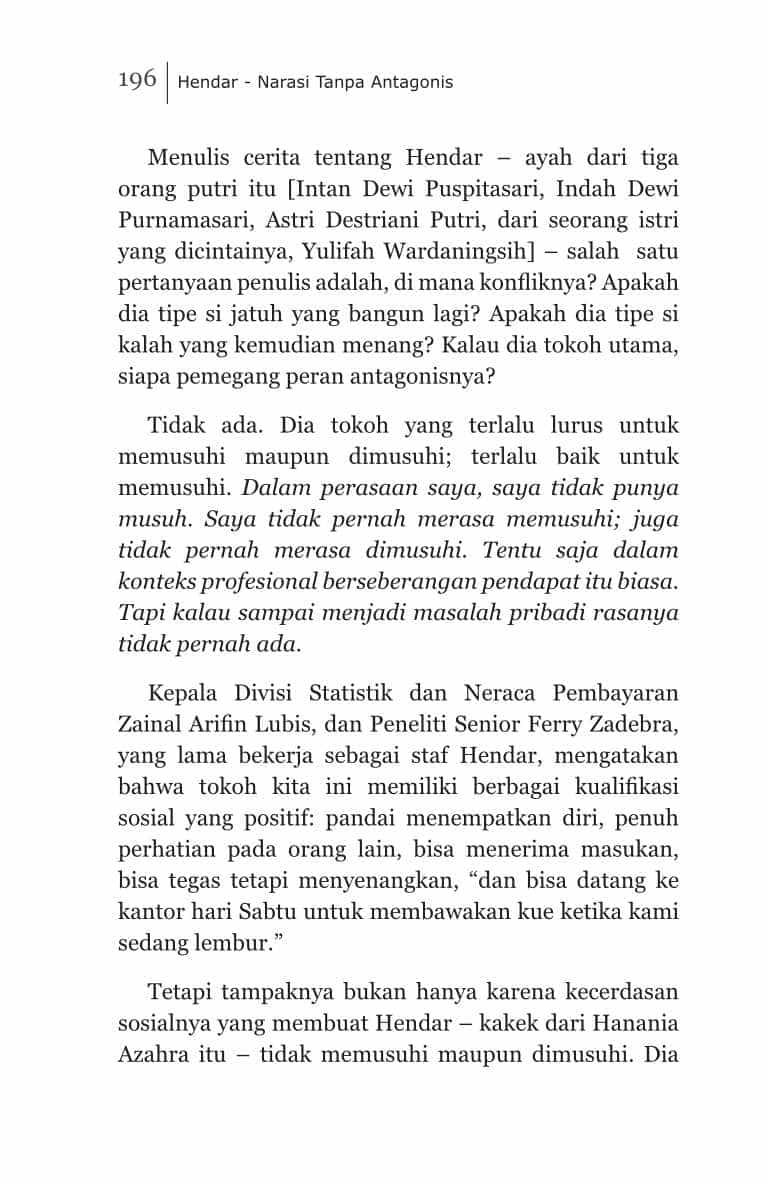 196 Hendar - Narasi Tanpa Antagonis
Menulis cerita tentang Hendar – ayah dari tiga
orang putri itu [Intan Dewi Puspitasari, Indah Dewi
Purnamasari, Astri Destriani Putri, dari seorang istri
yang dicintainya, Yulifah Wardaningsih] – salah satu
pertanyaan penulis adalah, di mana konfliknya? Apakah
dia tipe si jatuh yang bangun lagi? Apakah dia tipe si
kalah yang kemudian menang? Kalau dia tokoh utama,
siapa pemegang peran antagonisnya?
Tidak ada. Dia tokoh yang terlalu lurus untuk
memusuhi maupun dimusuhi; terlalu baik untuk
memusuhi. Dalam perasaan saya, saya tidak punya
musuh. Saya tidak pernah merasa memusuhi; juga
tidak pernah merasa dimusuhi. Tentu saja dalam
konteks profesional berseberangan pendapat itu biasa.
Tapi kalau sampai menjadi masalah pribadi rasanya
tidak pernah ada.
Kepala Divisi Statistik dan Neraca Pembayaran
Zainal Arifin Lubis, dan Peneliti Senior Ferry Zadebra,
yang lama bekerja sebagai staf Hendar, mengatakan
bahwa tokoh kita ini memiliki berbagai kualifikasi
sosial yang positif: pandai menempatkan diri, penuh
perhatian pada orang lain, bisa menerima masukan,
bisa tegas tetapi menyenangkan, “dan bisa datang ke
kantor hari Sabtu untuk membawakan kue ketika kami
sedang lembur.”
Tetapi tampaknya bukan hanya karena kecerdasan
sosialnya yang membuat Hendar – kakek dari Hanania
Azahra itu – tidak memusuhi maupun dimusuhi. Dia